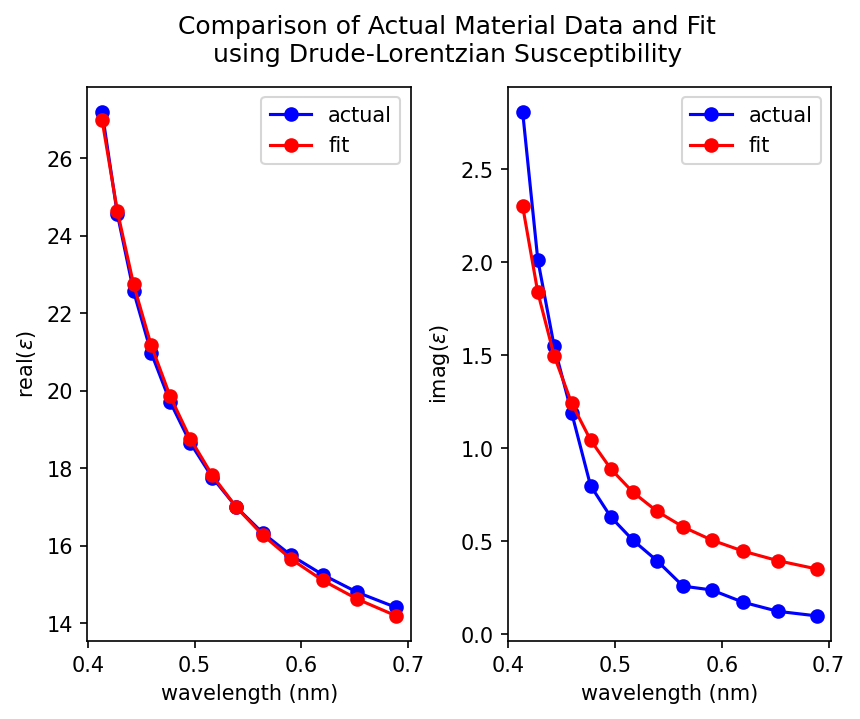 Comparison of Actual Material Data and Fit
using Drude-Lorentzian Susceptibility
real(ε)
26
24
22
20
18
16
14
actual
fit
0.4 0.5 0.6 0.7
wavelength (nm)
imag(ε)
2.5
2.0
1.5
1.0
0.5
0.0
actual
fit
0.4 0.5 0.6 0.7
wavelength (nm)